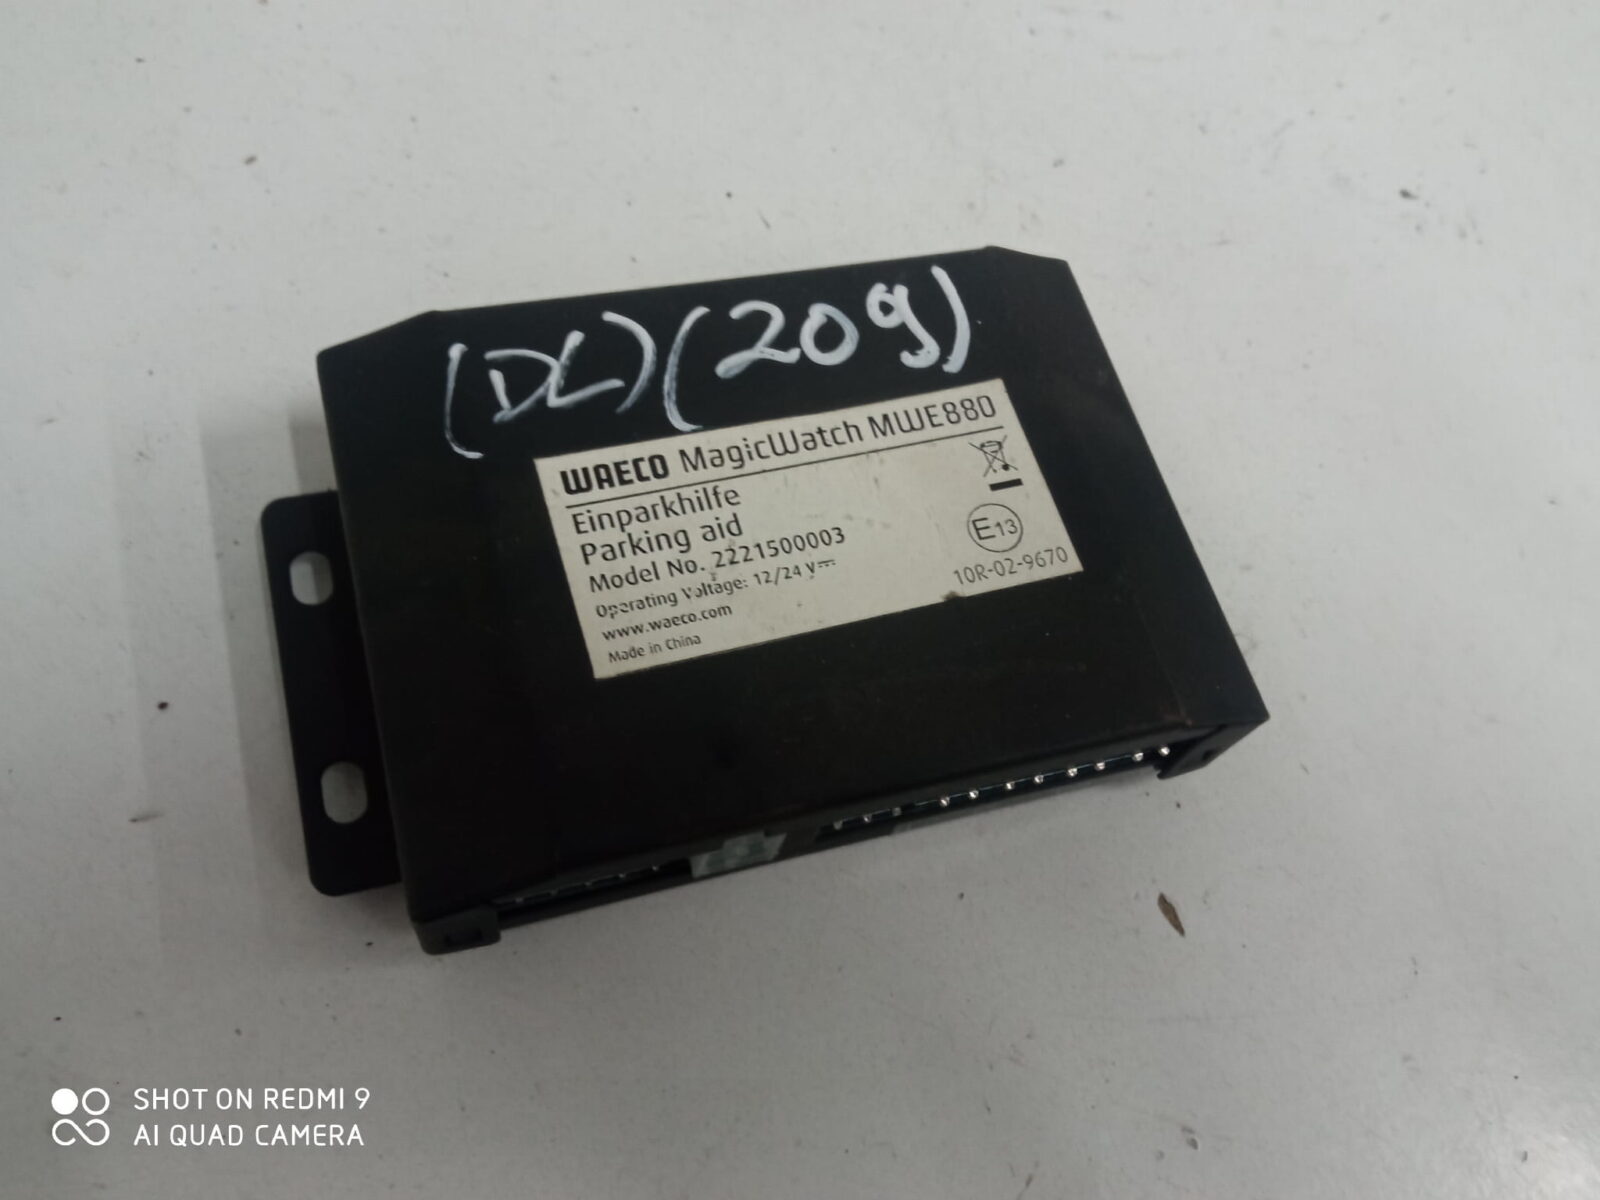 (DL) (209)
WAECO MagicWatch MWE880
Einparkhilfe
Parking aid
Model No. 2221500003
Operating Voltage: 12/24 V⎓
www.waeco.com
Made in China
E13
10R-02-9670
SHOT ON REDMI 9
AI QUAD CAMERA